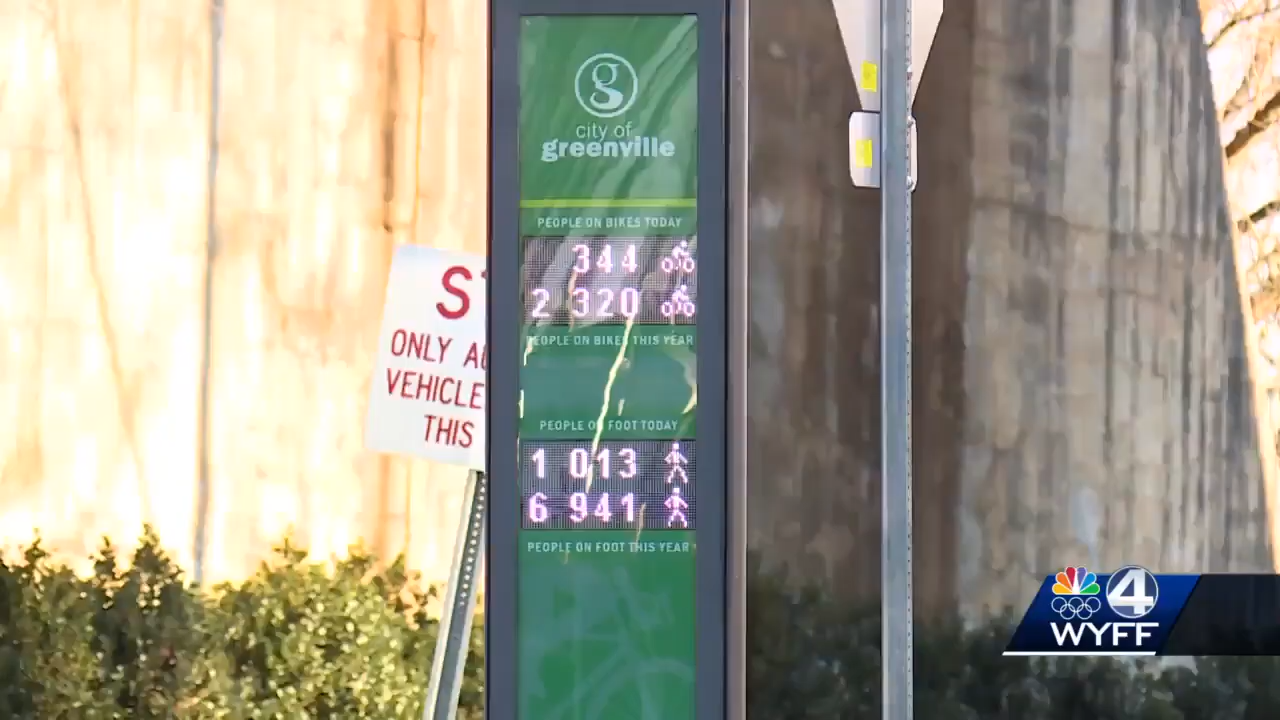 g
city of
greenville
PEOPLE ON BIKES TODAY
344
2 320
PEOPLE ON BIKES THIS YEAR
PEOPLE ON FOOT TODAY
1 013
6 941
PEOPLE ON FOOT THIS YEAR
ONLY
VEHICLE
THIS
4
WYFF